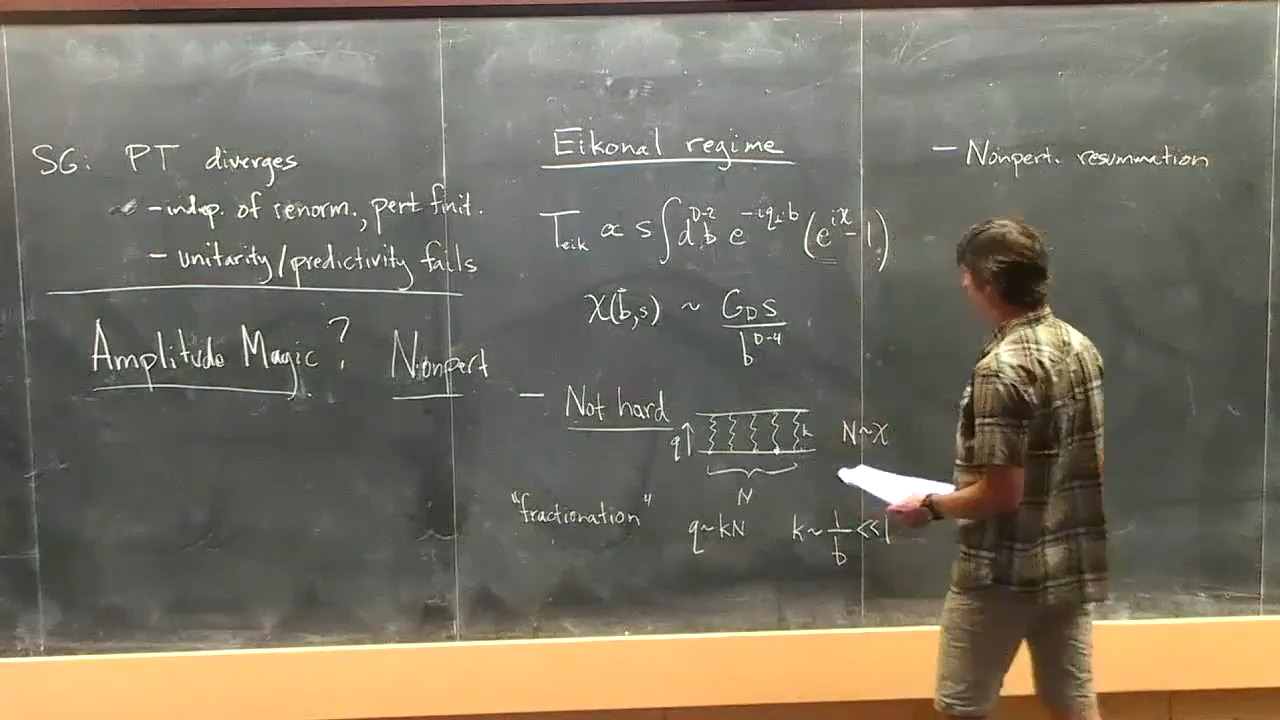 SG: PT diverges
- indep. of renorm., pert finit.
- unitarity/predictivity fails
Amplitude Magic? Nonpert
Eikonal regime
T_eik ∝ s ∫ d^{D-2}b e^{-iq⊥·b} (e^{iχ} - 1)
χ(b,s) ~ G_D s / b^{D-4}
- Not hard
q↑ k N~χ
N
"fractionation" q~kN k~1/b <<1
- Nonpert. resummation